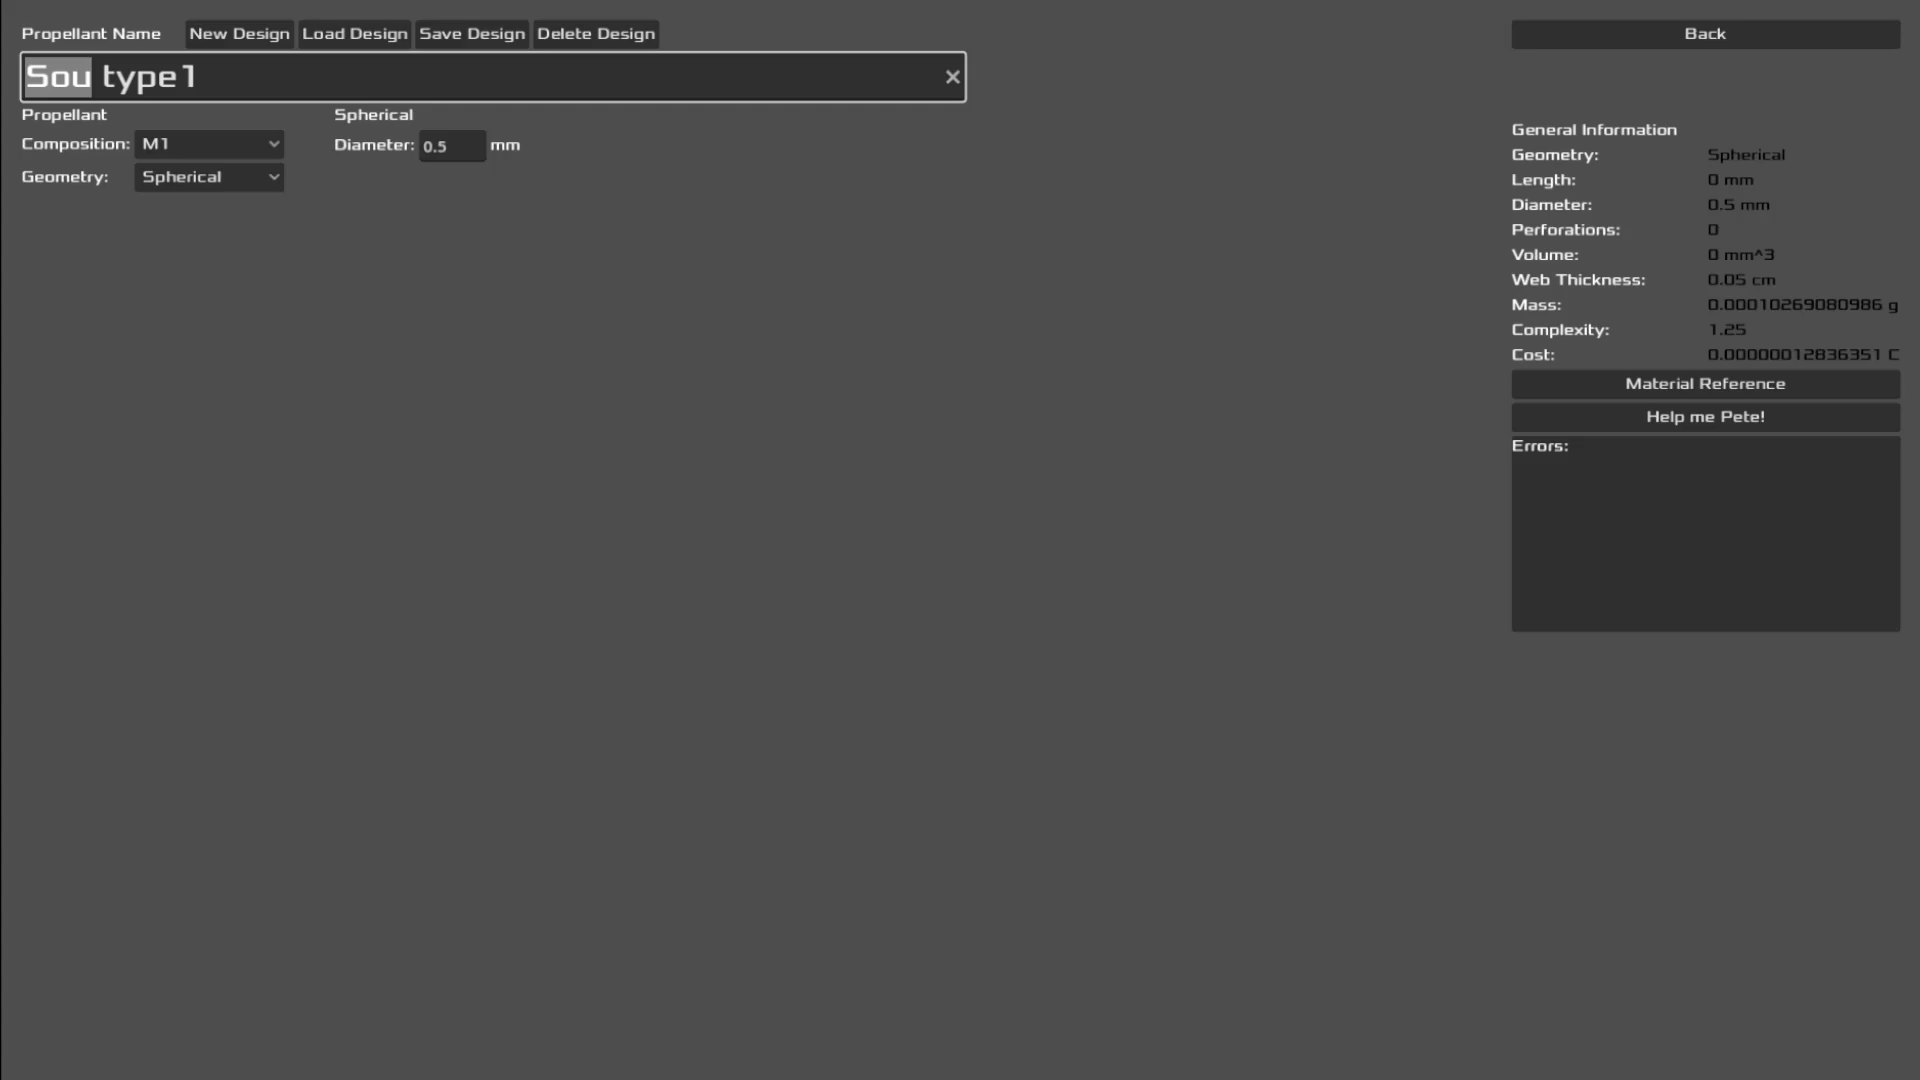 Propellant Name New Design Load Design Save Design Delete Design Back
Sou type1
Propellant Spherical
Composition: M1 Diameter: 0.5 mm
Geometry: Spherical
General Information
Geometry: Spherical
Length: 0 mm
Diameter: 0.5 mm
Perforations: 0
Volume: 0 mm^3
Web Thickness: 0.05 cm
Mass: 0.00010269080986 g
Complexity: 1.25
Cost: 0.00000012836351 C
Material Reference
Help me Pete!
Errors: